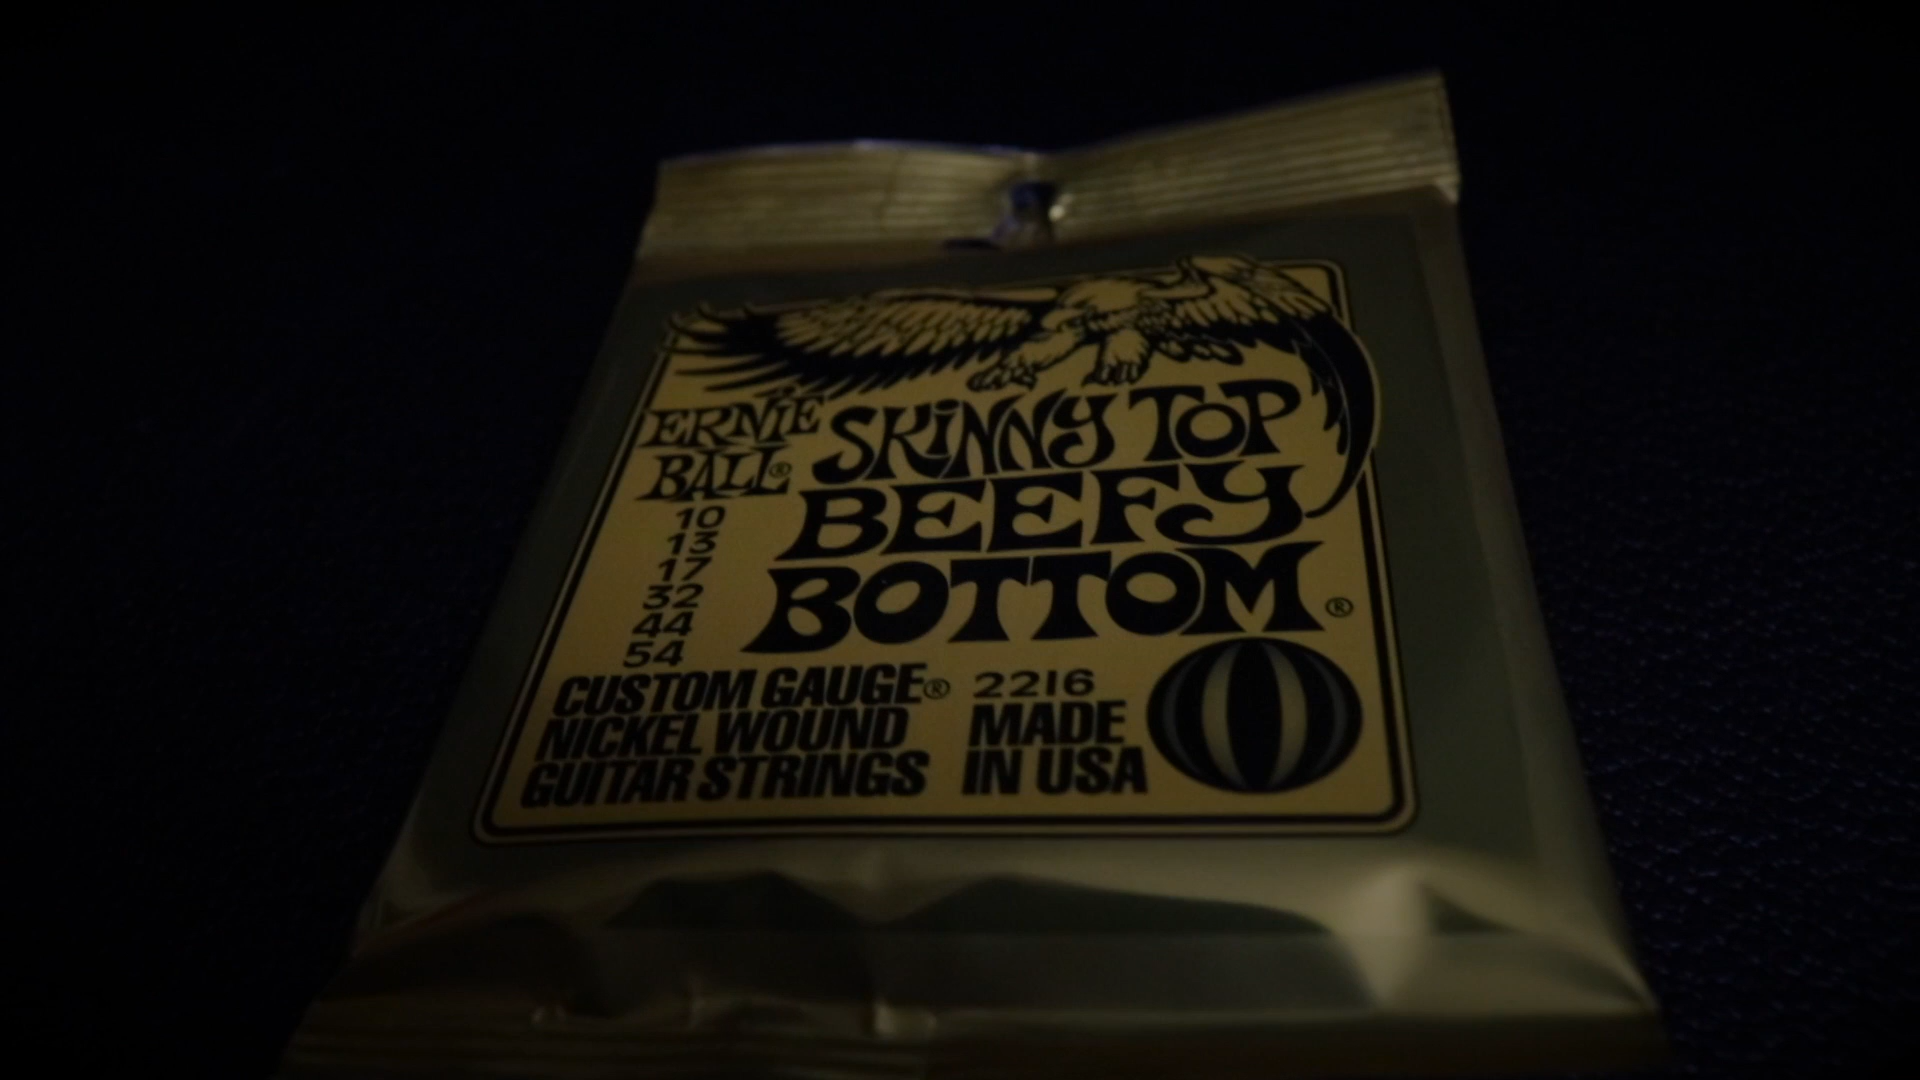 ERNiE
BALL®
SKiNNY TOP
BEEFY
BOTTOM®
10
13
17
32
44
54
CUSTOM GAUGE®
NICKEL WOUND
GUITAR STRINGS
2216
MADE
IN USA